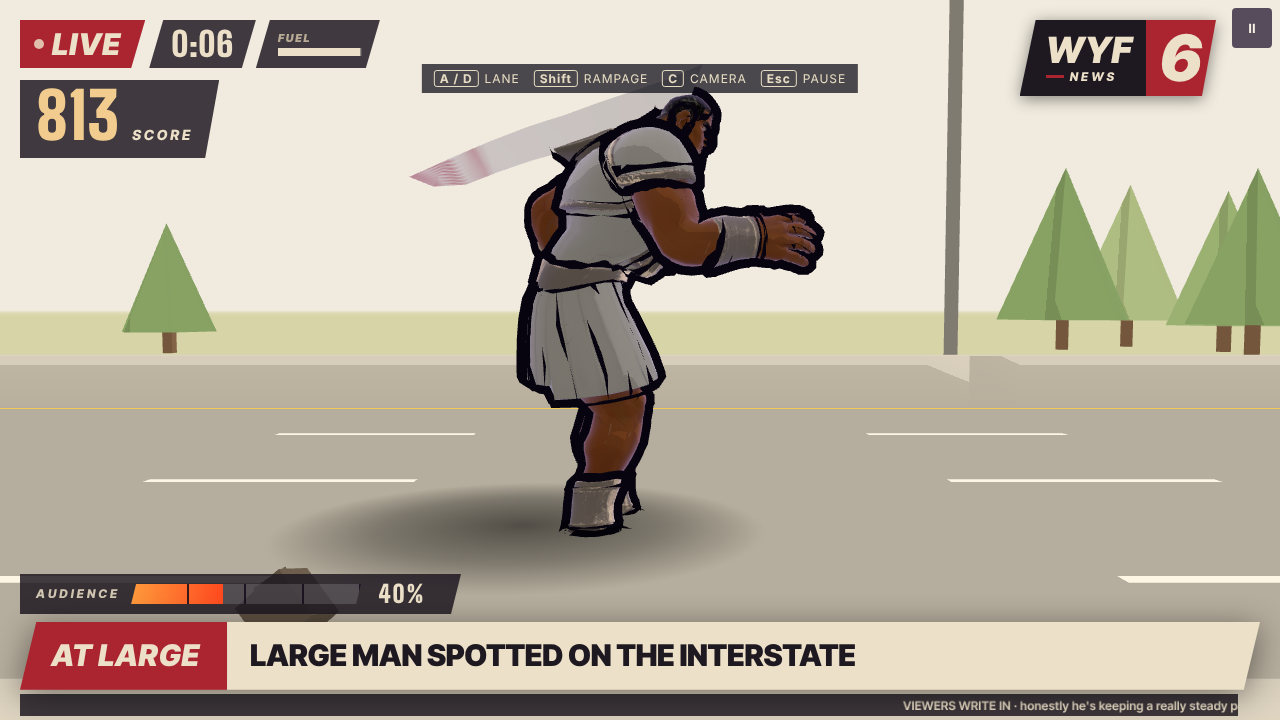 LIVE
0:06
FUEL
813 SCORE
A / D LANE Shift RAMPAGE C CAMERA Esc PAUSE
WYF NEWS 6
AUDIENCE 40%
AT LARGE LARGE MAN SPOTTED ON THE INTERSTATE
VIEWERS WRITE IN · honestly he's keeping a really steady p